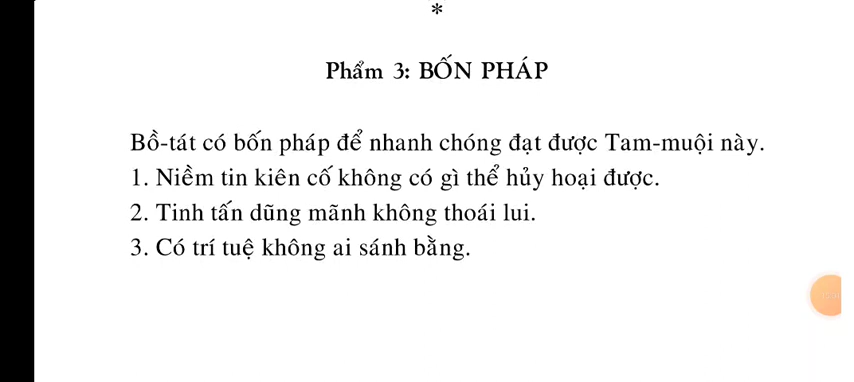 *
Phẩm 3: BỐN PHÁP
Bồ-tát có bốn pháp để nhanh chóng đạt được Tam-muội này.
1. Niềm tin kiên cố không có gì thể hủy hoại được.
2. Tinh tấn dũng mãnh không thoái lui.
3. Có trí tuệ không ai sánh bằng.